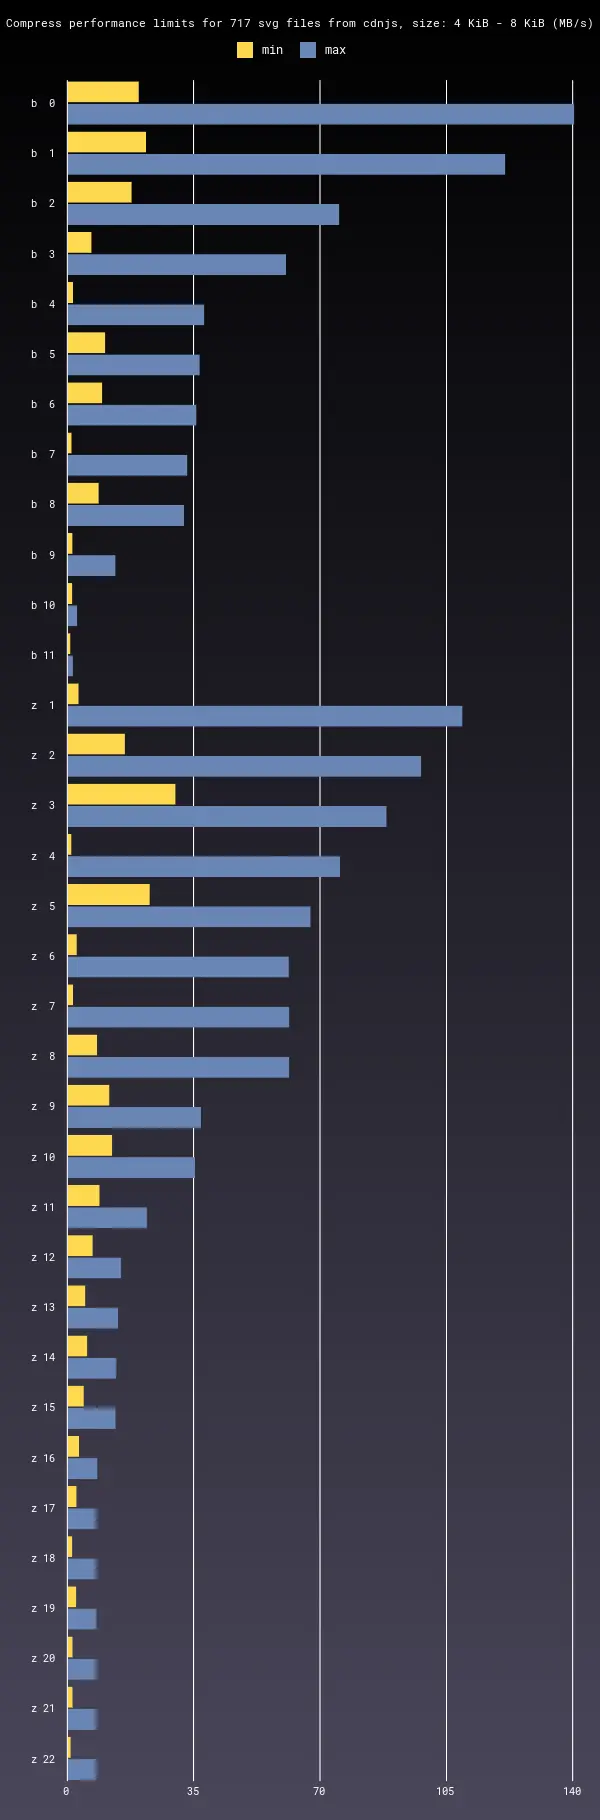 Compress performance limits for 717 svg files from cdnjs, size: 4 KiB - 8 KiB (MB/s)
min max
b 0
b 1
b 2
b 3
b 4
b 5
b 6
b 7
b 8
b 9
b 10
b 11
z 1
z 2
z 3
z 4
z 5
z 6
z 7
z 8
z 9
z 10
z 11
z 12
z 13
z 14
z 15
z 16
z 17
z 18
z 19
z 20
z 21
z 22
0 35 70 105 140